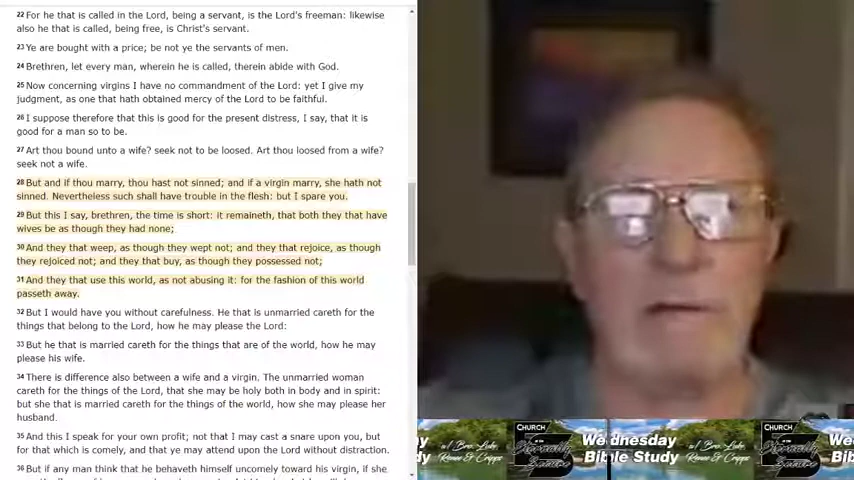 22 For he that is called in the Lord, being a servant, is the Lord's freeman: likewise
also he that is called, being free, is Christ's servant.
23 Ye are bought with a price; be not ye the servants of men.
24 Brethren, let every man, wherein he is called, therein abide with God.
25 Now concerning virgins I have no commandment of the Lord: yet I give my
judgment, as one that hath obtained mercy of the Lord to be faithful.
26 I suppose therefore that this is good for the present distress, I say, that it is
good for a man so to be.
27 Art thou bound unto a wife? seek not to be loosed. Art thou loosed from a wife?
seek not a wife.
28 But and if thou marry, thou hast not sinned; and if a virgin marry, she hath not
sinned. Nevertheless such shall have trouble in the flesh: but I spare you.
29 But this I say, brethren, the time is short: it remaineth, that both they that have
wives be as though they had none;
30 And they that weep, as though they wept not; and they that rejoice, as though
they rejoiced not; and they that buy, as though they possessed not;
31 And they that use this world, as not abusing it: for the fashion of this world
passeth away.
32 But I would have you without carefulness. He that is unmarried careth for the
things that belong to the Lord, how he may please the Lord:
33 But he that is married careth for the things that are of the world, how he may
please his wife.
34 There is difference also between a wife and a virgin. The unmarried woman
careth for the things of the Lord, that she may be holy both in body and in spirit:
but she that is married careth for the things of the world, how she may please her
husband.
35 And this I speak for your own profit; not that I may cast a snare upon you, but
for that which is comely, and that ye may attend upon the Lord without distraction.
36 But if any man think that he behaveth himself uncomely toward his virgin, if she
CHURCH
Eternally
Secure
Wednesday
Bible Study
CHURCH
Eternally
Secure
Wednesday
Bible Study